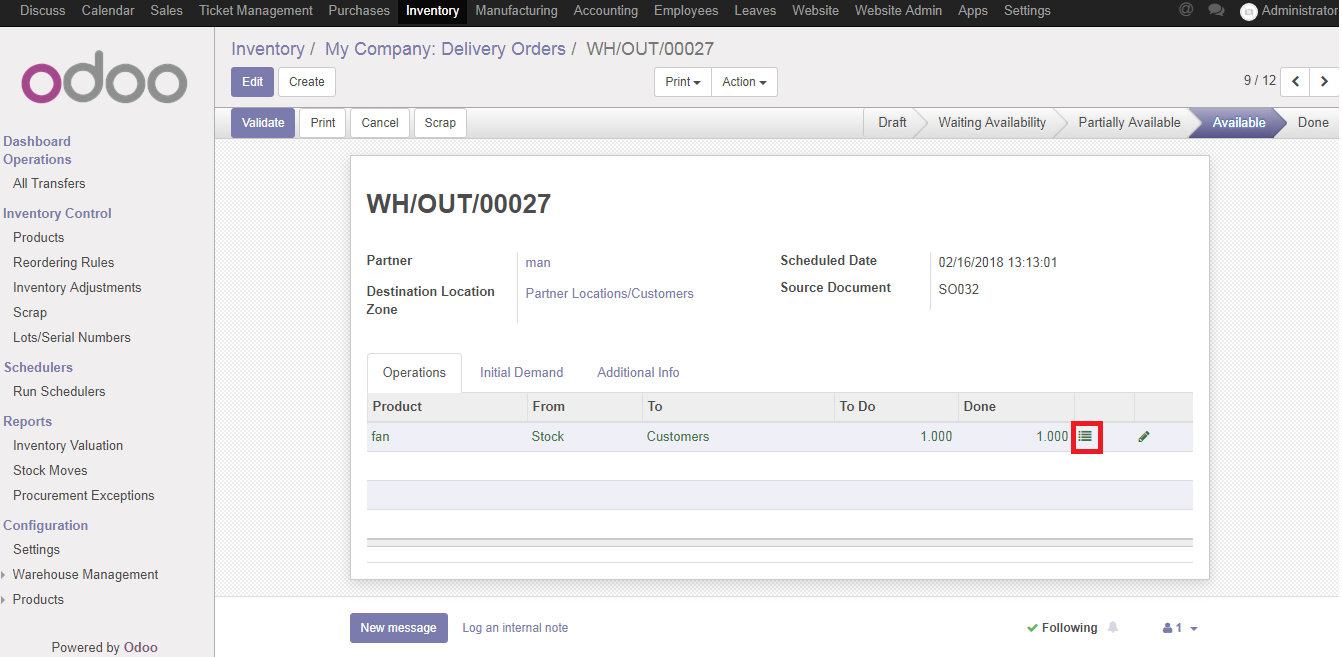 Discuss Calendar Sales Ticket Management Purchases Inventory Manufacturing Accounting Employees Leaves Website Website Admin Apps Settings @ Administrator
odoo
Inventory / My Company: Delivery Orders / WH/OUT/00027
Edit Create Print Action 9 / 12
Validate Print Cancel Scrap Draft Waiting Availability Partially Available Available Done
Dashboard
Operations
All Transfers
Inventory Control
Products
Reordering Rules
Inventory Adjustments
Scrap
Lots/Serial Numbers
Schedulers
Run Schedulers
Reports
Inventory Valuation
Stock Moves
Procurement Exceptions
Configuration
Settings
Warehouse Management
Products
Powered by Odoo
WH/OUT/00027
Partner man
Destination Location Zone Partner Locations/Customers
Scheduled Date 02/16/2018 13:13:01
Source Document SO032
Operations Initial Demand Additional Info
Product From To To Do Done
fan Stock Customers 1.000 1.000
New message Log an internal note Following 1